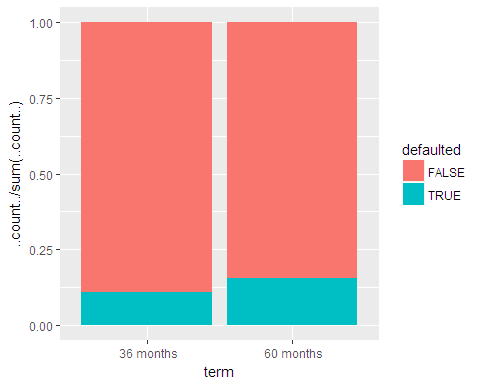 1.00
0.75
0.50
0.25
0.00
..count../sum(..count..)
36 months
60 months
term
defaulted
FALSE
TRUE